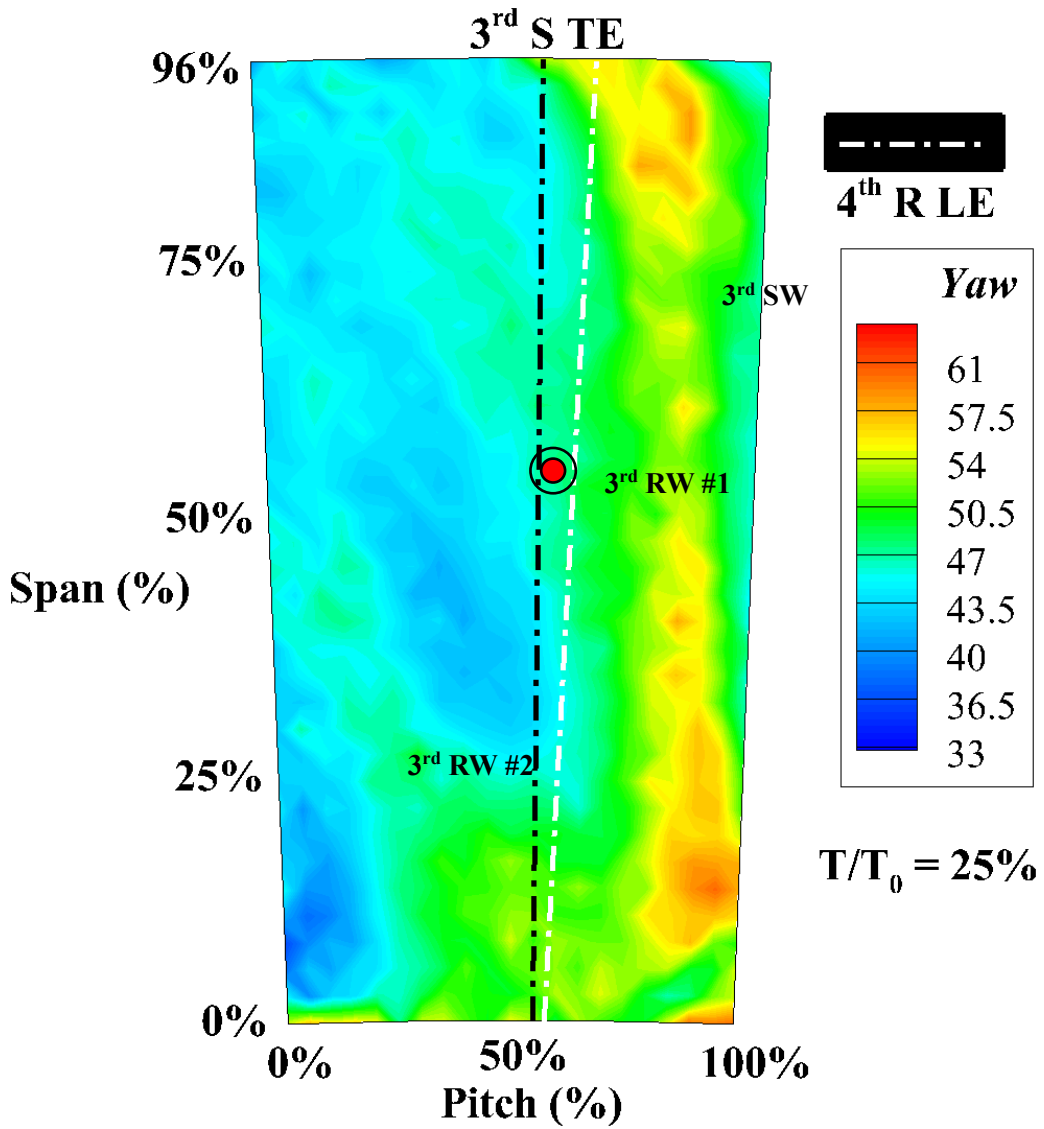 3rd S TE
96%
75%
50%
25%
0%
Span (%)
0%
50%
100%
Pitch (%)
3rd SW
3rd RW #1
3rd RW #2
4th R LE
Yaw
61
57.5
54
50.5
47
43.5
40
36.5
33
T/T0 = 25%